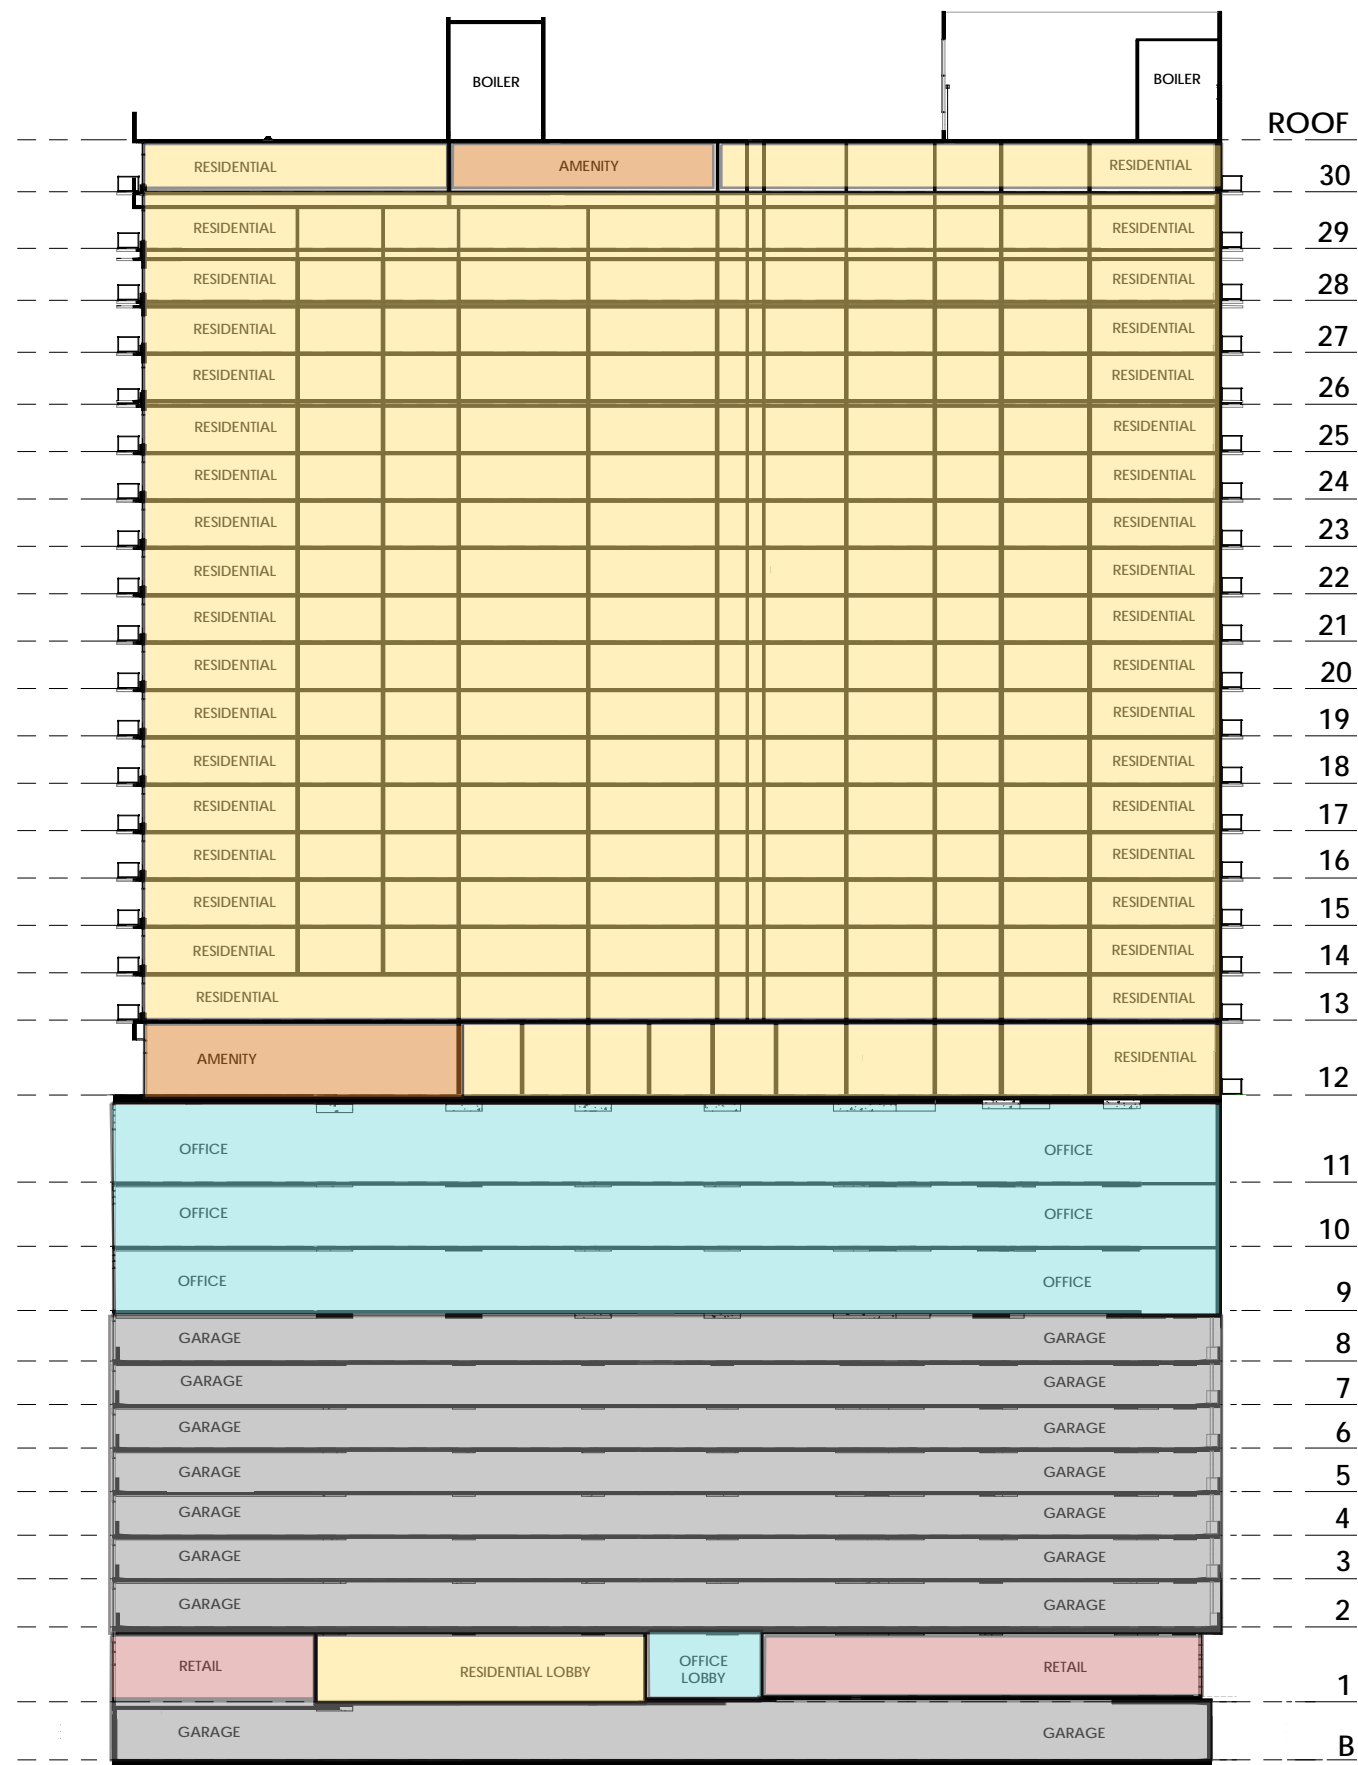 BOILER
BOILER
ROOF
RESIDENTIAL AMENITY RESIDENTIAL 30
RESIDENTIAL RESIDENTIAL 29
RESIDENTIAL RESIDENTIAL 28
RESIDENTIAL RESIDENTIAL 27
RESIDENTIAL RESIDENTIAL 26
RESIDENTIAL RESIDENTIAL 25
RESIDENTIAL RESIDENTIAL 24
RESIDENTIAL RESIDENTIAL 23
RESIDENTIAL RESIDENTIAL 22
RESIDENTIAL RESIDENTIAL 21
RESIDENTIAL RESIDENTIAL 20
RESIDENTIAL RESIDENTIAL 19
RESIDENTIAL RESIDENTIAL 18
RESIDENTIAL RESIDENTIAL 17
RESIDENTIAL RESIDENTIAL 16
RESIDENTIAL RESIDENTIAL 15
RESIDENTIAL RESIDENTIAL 14
RESIDENTIAL RESIDENTIAL 13
AMENITY RESIDENTIAL 12
OFFICE OFFICE 11
OFFICE OFFICE 10
OFFICE OFFICE 9
GARAGE GARAGE 8
GARAGE GARAGE 7
GARAGE GARAGE 6
GARAGE GARAGE 5
GARAGE GARAGE 4
GARAGE GARAGE 3
GARAGE GARAGE 2
RETAIL RESIDENTIAL LOBBY OFFICE
LOBBY RETAIL 1
GARAGE GARAGE B